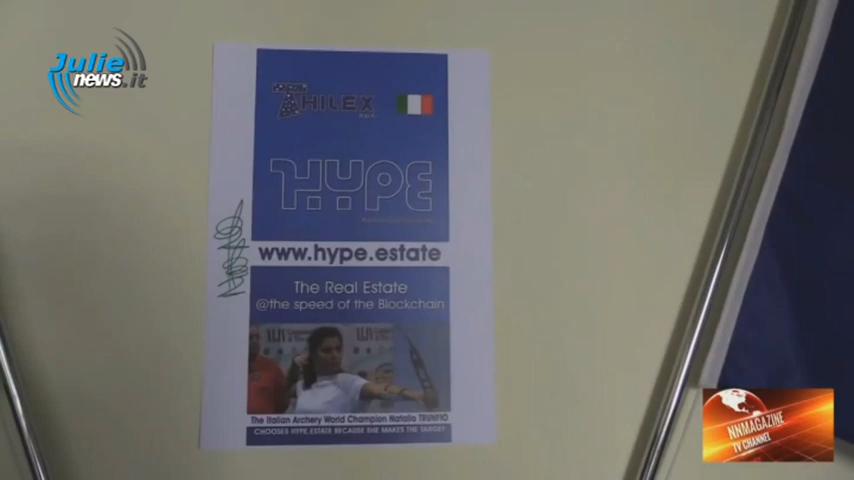 Julie
news.it
THILEX
HYPE
www.hype.estate
The Real Estate
@the speed of the Blockchain
The Italian Archery World Champion Natalia TRUNFIO
CHOOSES HYPE.ESTATE BECAUSE SHE MAKES THE TARGET
NNMAGAZINE
TV CHANNEL